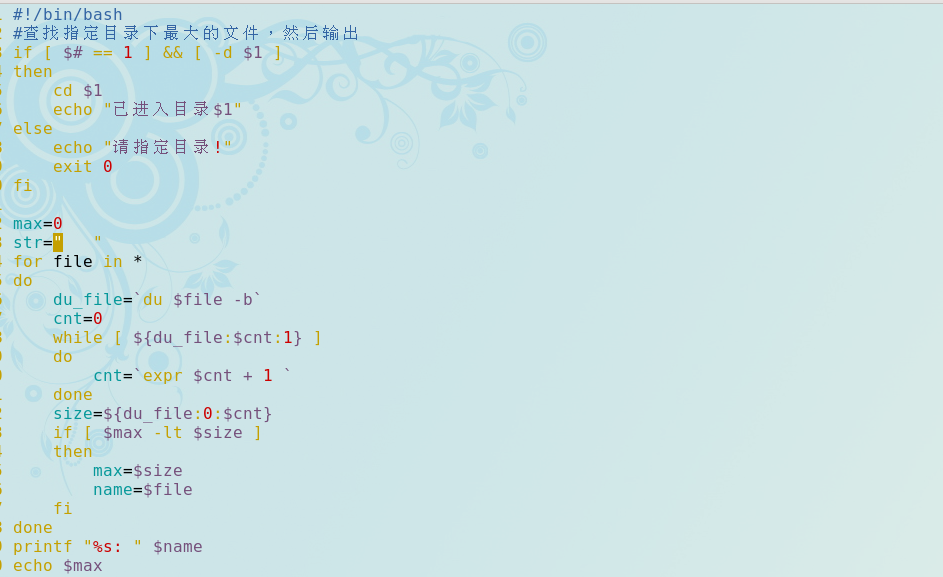 #!/bin/bash
#查找指定目录下最大的文件，然后输出
if [ $# == 1 ] && [ -d $1 ]
then
    cd $1
    echo "已进入目录$1"
else
    echo "请指定目录!"
    exit 0
fi

max=0
str="   "
for file in *
do
    du_file=`du $file -b`
    cnt=0
    while [ ${du_file:$cnt:1} ]
    do
        cnt=`expr $cnt + 1 `
    done
    size=${du_file:0:$cnt}
    if [ $max -lt $size ]
    then
        max=$size
        name=$file
    fi
done
printf "%s: " $name
echo $max